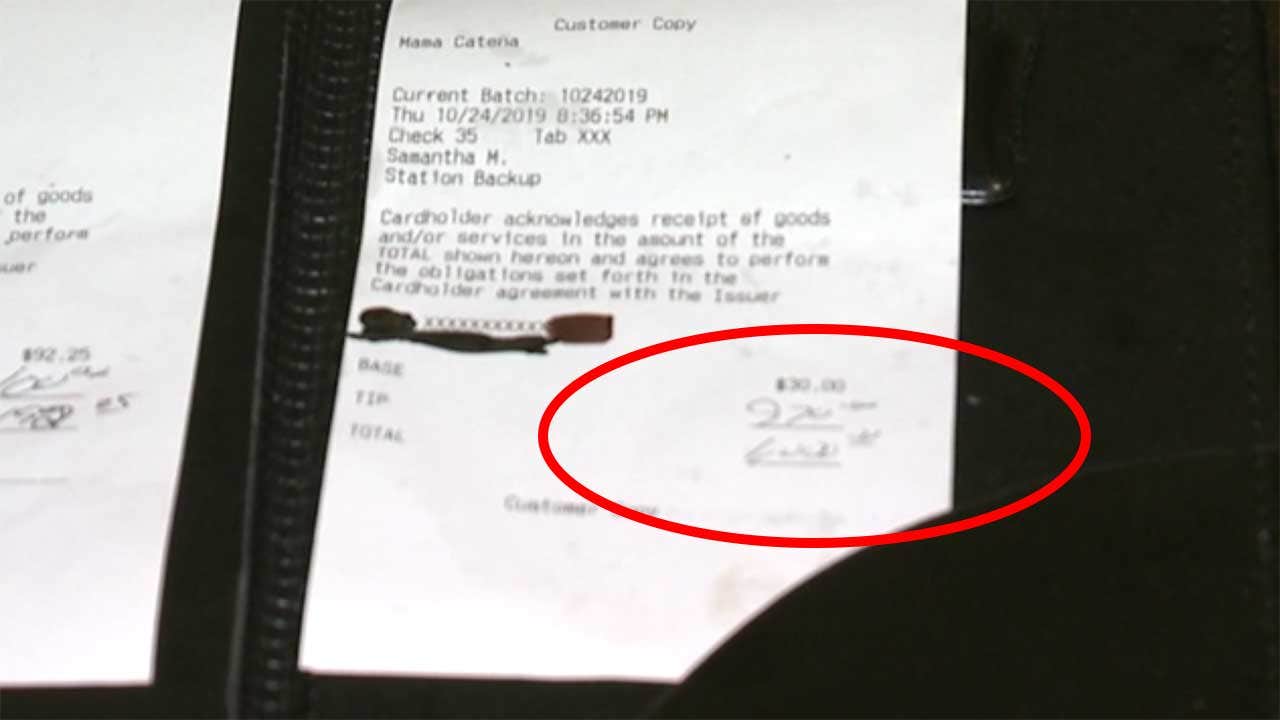 of goods
the
perform
$92.25
Customer Copy
Mama Catena
Current Batch: 10242019
Thu 10/24/2019 8:36:54 PM
Check 35 Tab XXX
Samantha M.
Station Backup
Cardholder acknowledges receipt of goods
and/or services in the amount of the
TOTAL shown hereon and agrees to perform
the obligations set forth in the
Cardholder agreement with the Issuer
XXXXXXXXXXX
BASE $30.00
TIP
TOTAL
Customer Copy